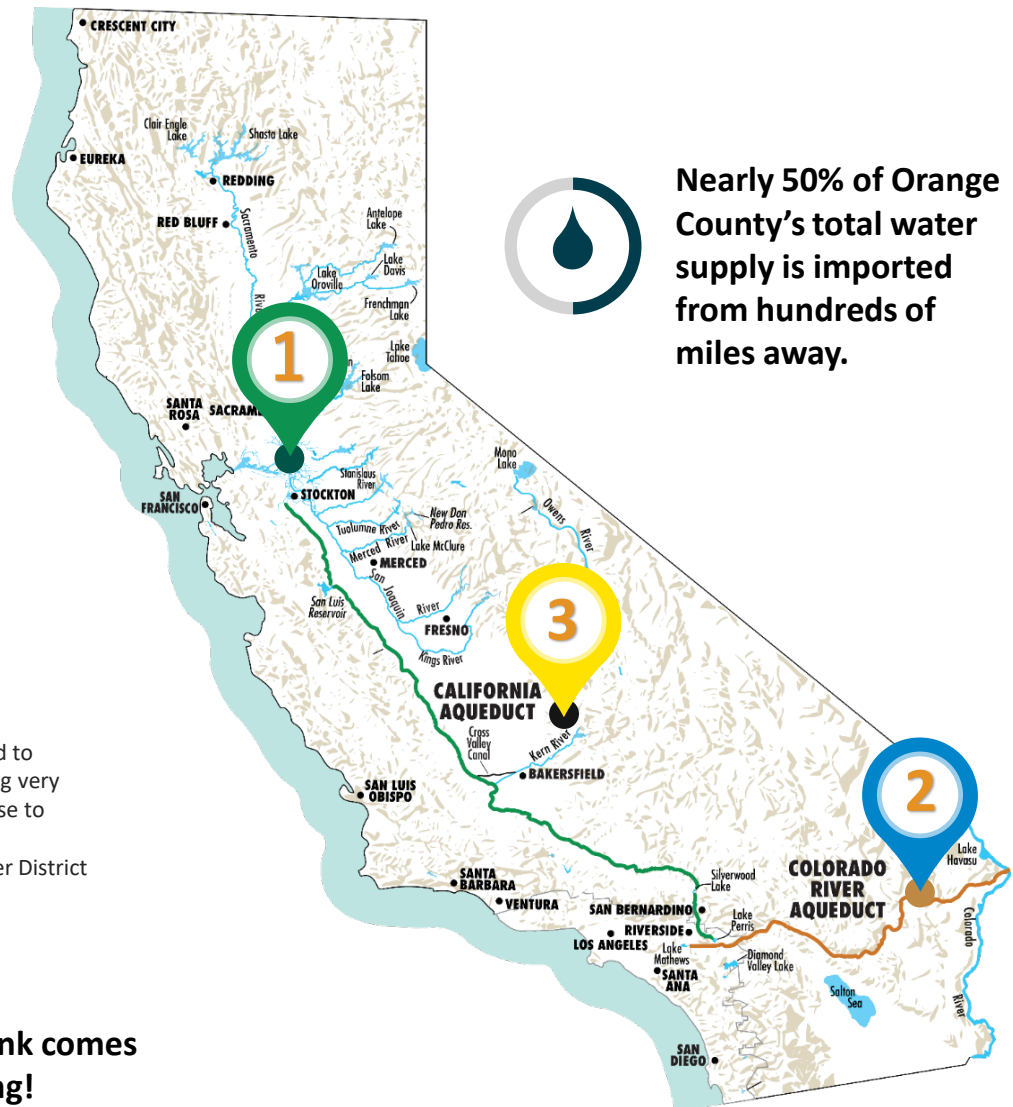 CRESCENT CITY
Clair Engle
Lake
Shasta Lake
EUREKA
REDDING
RED BLUFF
Sacramento
Antelope
Lake
Lake
Davis
Lake
Oroville
Frenchman
Lake
Lake
Tahoe
Folsom
Lake
1
Nearly 50% of Orange
County's total water
supply is imported
from hundreds of
miles away.
SANTA
ROSA
SAN
FRANCISCO
STOCKTON
Stanislaus
River
Tuolumne River
New Don
Pedro Res.
Merced River
Lake McClure
MERCED
Mono
Lake
Owens
River
San Luis
Reservoir
San Joaquin
River
FRESNO
Kings River
3
CALIFORNIA
AQUEDUCT
Cross
Valley
Canal
Kern River
BAKERSFIELD
SAN LUIS
OBISPO
d to
g very
se to
er District
2
Lake
Havasu
COLORADO
RIVER
AQUEDUCT
SANTA
BARBARA
VENTURA
Silverwood
Lake
SAN BERNARDINO
Lake
Perris
RIVERSIDE
LOS ANGELES
Lake
Mathews
SANTA
ANA
Diamond
Valley Lake
Salton
Sea
Colorado
River
SAN
DIEGO
nk comes
ng!